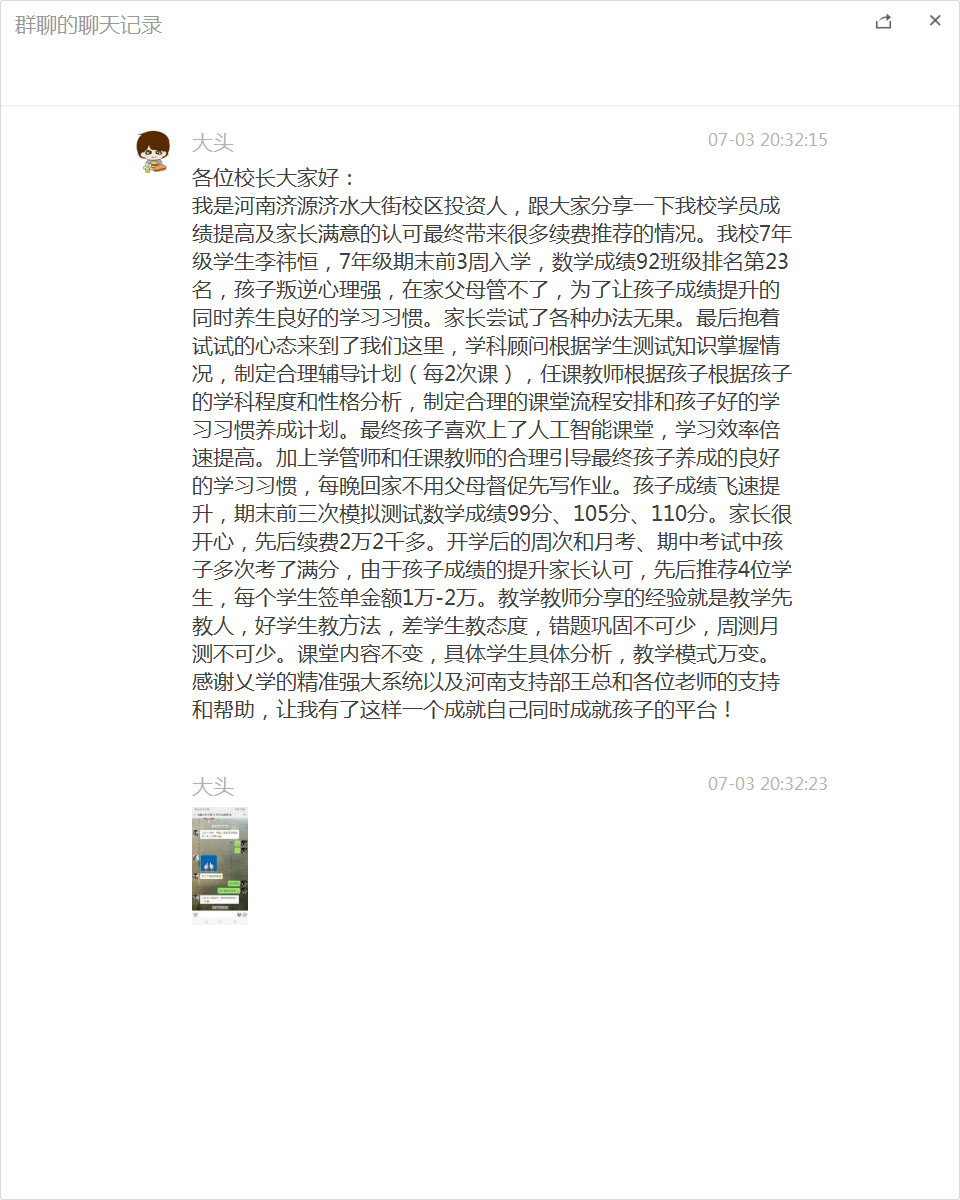 群聊的聊天记录
大头
07-03 20:32:15
各位校长大家好：
我是河南济源济水大街校区投资人，跟大家分享一下我校学员成
绩提高及家长满意的认可最终带来很多续费推荐的情况。我校7年
级学生李祎恒，7年级期末前3周入学，数学成绩92班级排名第23
名，孩子叛逆心理强，在家父母管不了，为了让孩子成绩提升的
同时养生良好的学习习惯。家长尝试了各种办法无果。最后抱着
试试的心态来到了我们这里，学科顾问根据学生测试知识掌握情
况，制定合理辅导计划（每2次课），任课教师根据孩子根据孩子
的学科程度和性格分析，制定合理的课堂流程安排和孩子好的学
习习惯养成计划。最终孩子喜欢上了人工智能课堂，学习效率倍
速提高。加上学管师和任课教师的合理引导最终孩子养成的良好
的学习习惯，每晚回家不用父母督促先写作业。孩子成绩飞速提
升，期末前三次模拟测试数学成绩99分、105分、110分。家长很
开心，先后续费2万2千多。开学后的周次和月考、期中考试中孩
子多次考了满分，由于孩子成绩的提升家长认可，先后推荐4位学
生，每个学生签单金额1万-2万。教学教师分享的经验就是教学先
教人，好学生教方法，差学生教态度，错题巩固不可少，周测月
测不可少。课堂内容不变，具体学生具体分析，教学模式万变。
感谢乂学的精准强大系统以及河南支持部王总和各位老师的支持
和帮助，让我有了这样一个成就自己同时成就孩子的平台！
大头
07-03 20:32:23